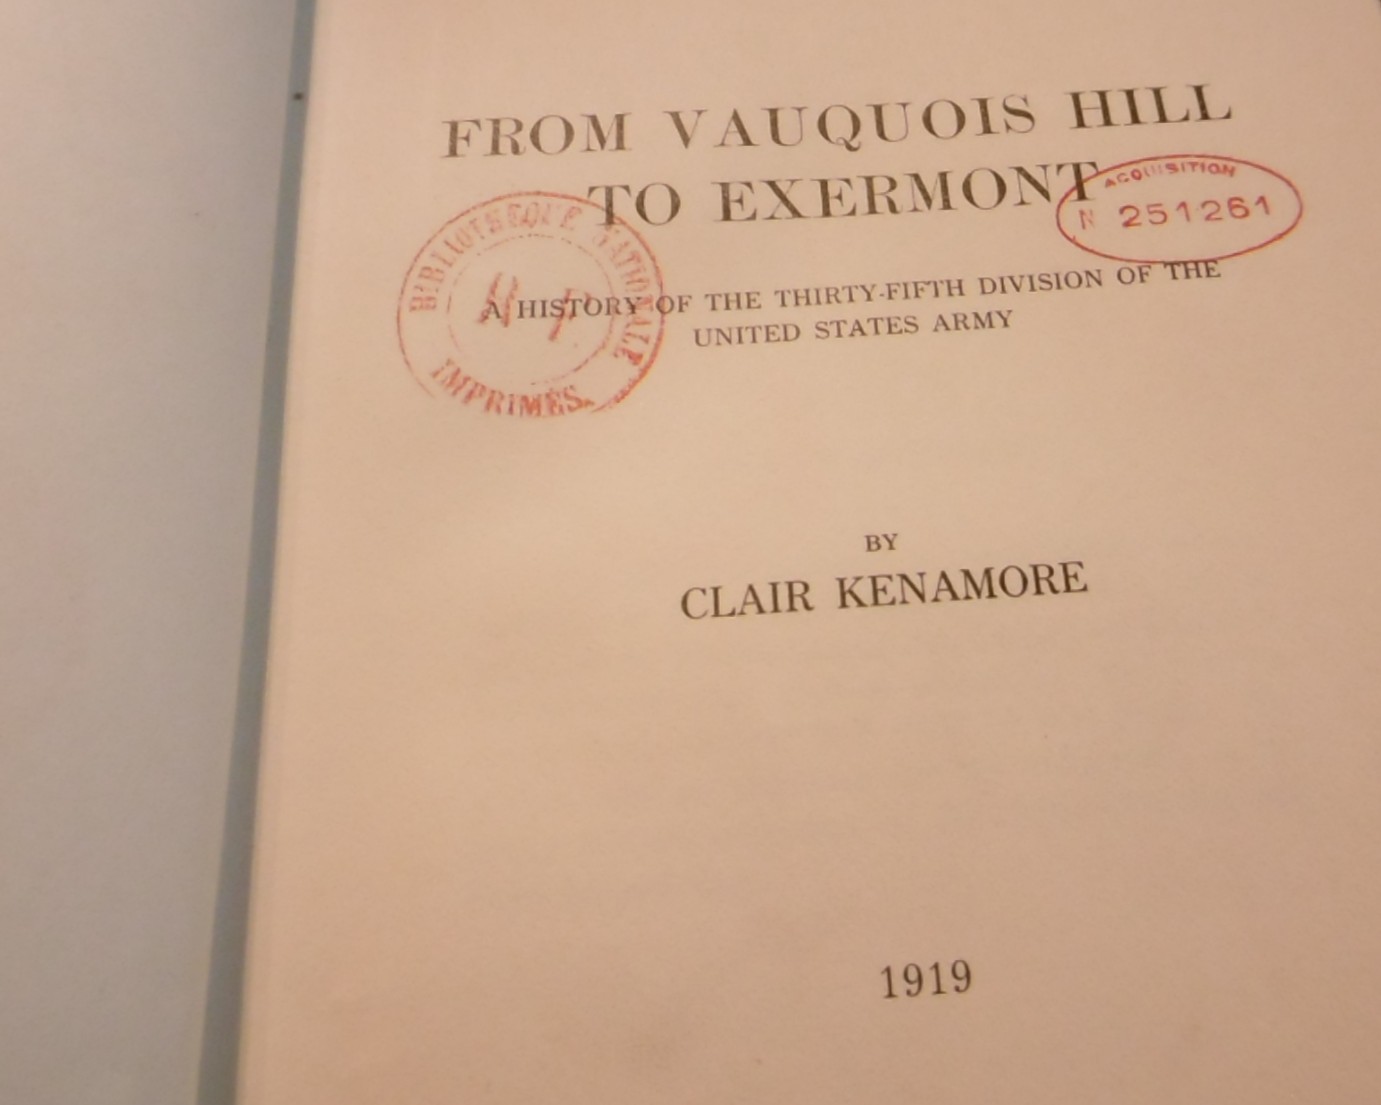 FROM VAUQUOIS HILL
TO EXERMONT
ACQUISITION
N 251261
BIBLIOTHEQUE NATIONALE
IMPRIMÉS
A HISTORY OF THE THIRTY-FIFTH DIVISION OF THE
UNITED STATES ARMY
BY
CLAIR KENAMORE
1919